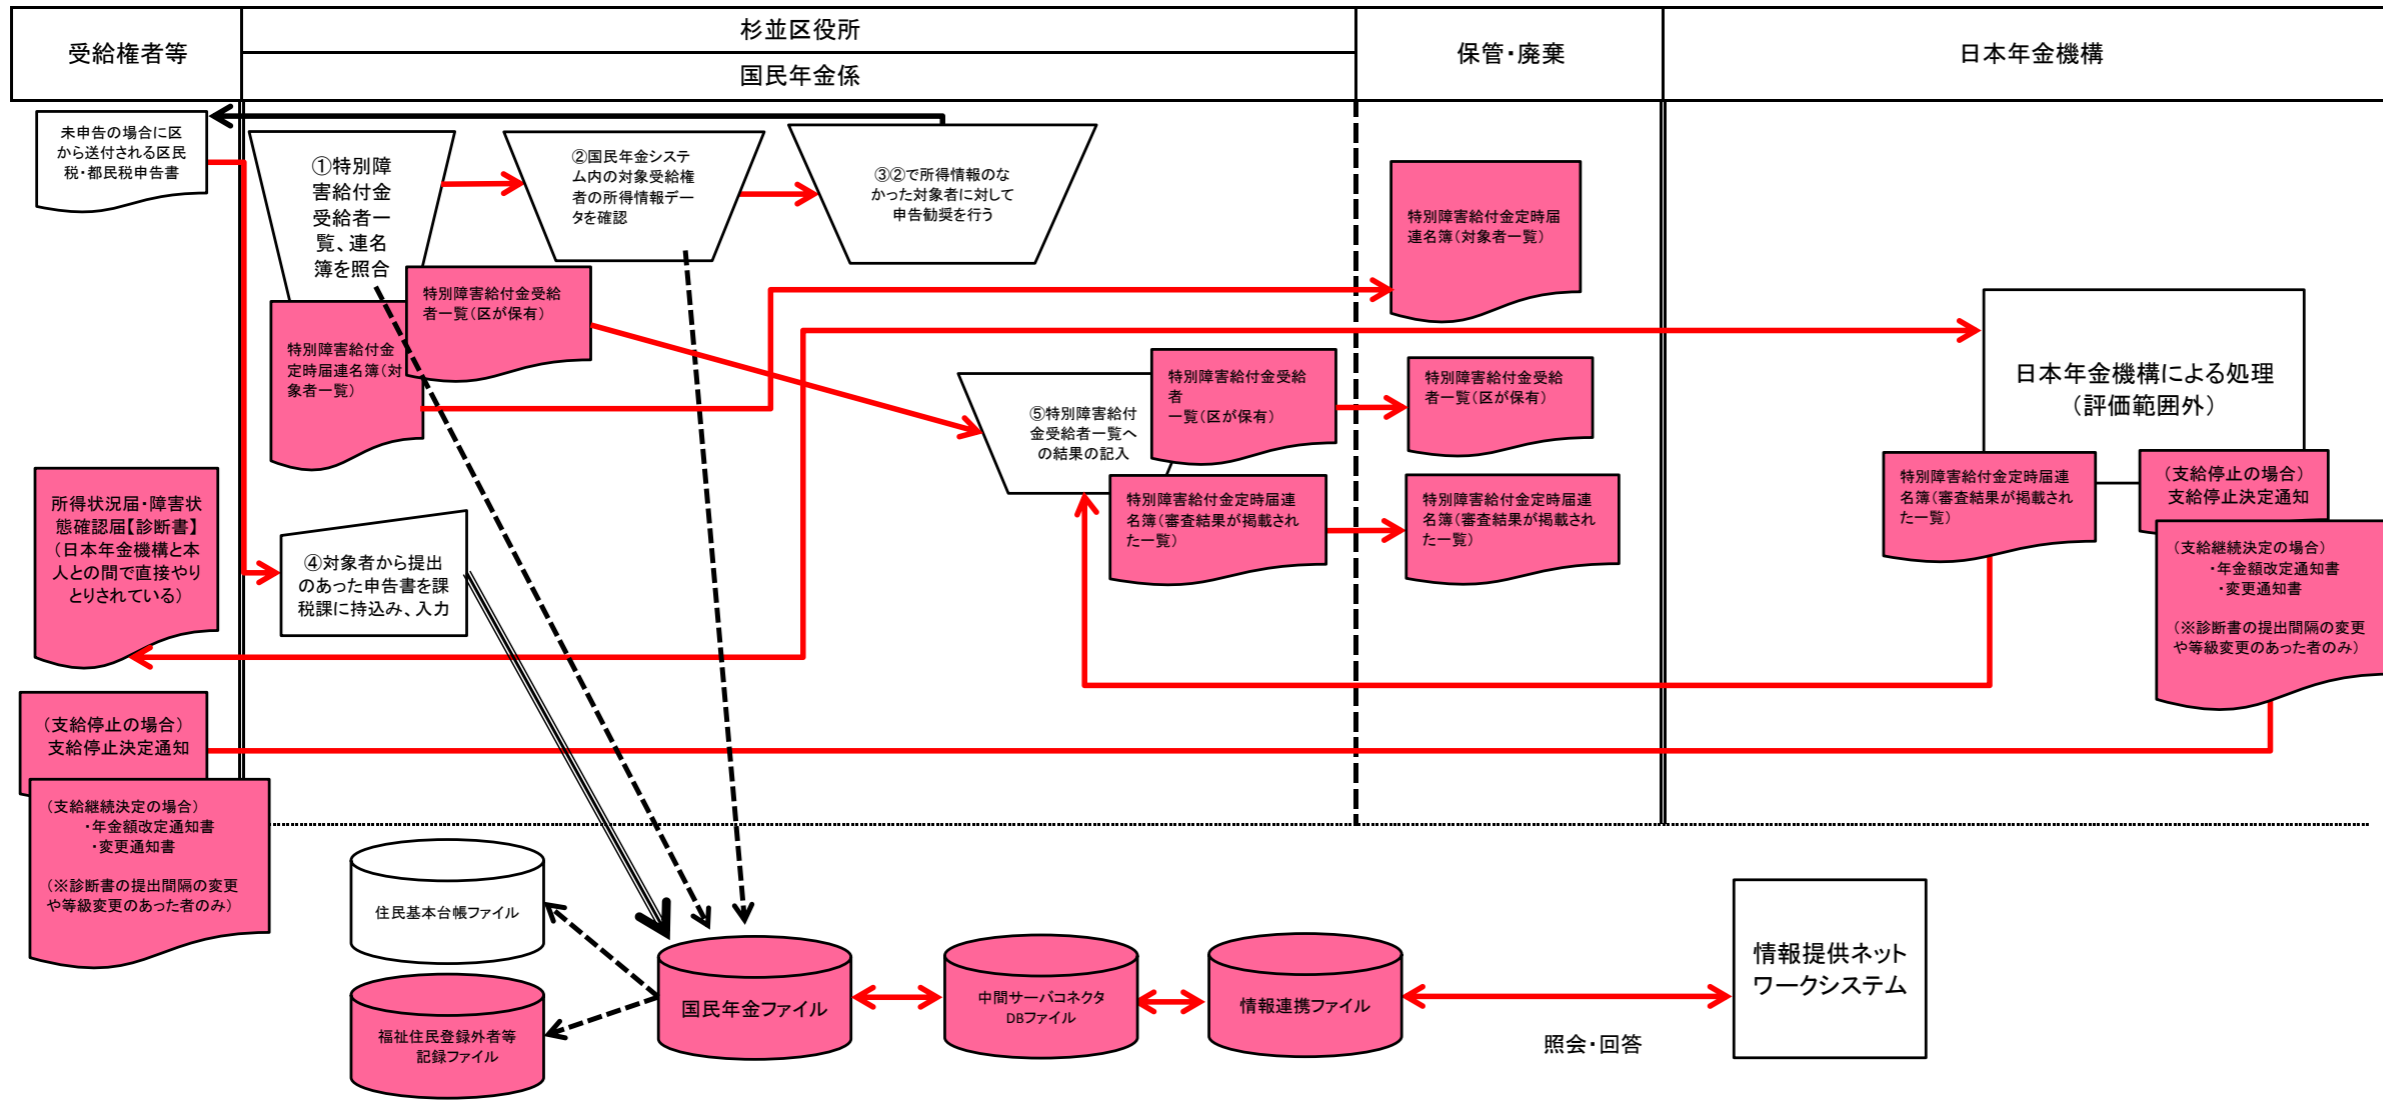 受給権者等
杉並区役所
国民年金係
保管・廃棄
日本年金機構
未申告の場合に区
から送付される区民
税・都民税申告書
①特別障
害給付金
受給者一
覧、連名
簿を照合
②国民年金システ
ム内の対象受給権
者の所得情報デー
タを確認
③②で所得情報のな
かった対象者に対して
申告勧奨を行う
特別障害給付金定時届
連名簿(対象者一覧)
特別障害給付金受給
者一覧(区が保有)
特別障害給付金
定時届連名簿(対
象者一覧)
日本年金機構による処理
(評価範囲外)
⑤特別障害給付
金受給者一覧へ
の結果の記入
特別障害給付金受給
者
一覧(区が保有)
特別障害給付金受給
者一覧(区が保有)
特別障害給付金定時届連
名簿(審査結果が掲載され
た一覧)
特別障害給付金定時届連
名簿(審査結果が掲載され
た一覧)
特別障害給付金定時届連
名簿(審査結果が掲載され
た一覧)
(支給停止の場合)
支給停止決定通知
(支給継続決定の場合)
・年金額改定通知書
・変更通知書
(※診断書の提出間隔の変更
や等級変更のあった者のみ)
所得状況届・障害状
態確認届【診断書】
(日本年金機構と本
人との間で直接やり
とりされている)
④対象者から提出
のあった申告書を課
税課に持込み、入力
(支給停止の場合)
支給停止決定通知
(支給継続決定の場合)
・年金額改定通知書
・変更通知書
(※診断書の提出間隔の変更
や等級変更のあった者のみ)
住民基本台帳ファイル
福祉住民登録外者等
記録ファイル
国民年金ファイル
中間サーバコネクタ
DBファイル
情報連携ファイル
照会・回答
情報提供ネット
ワークシステム